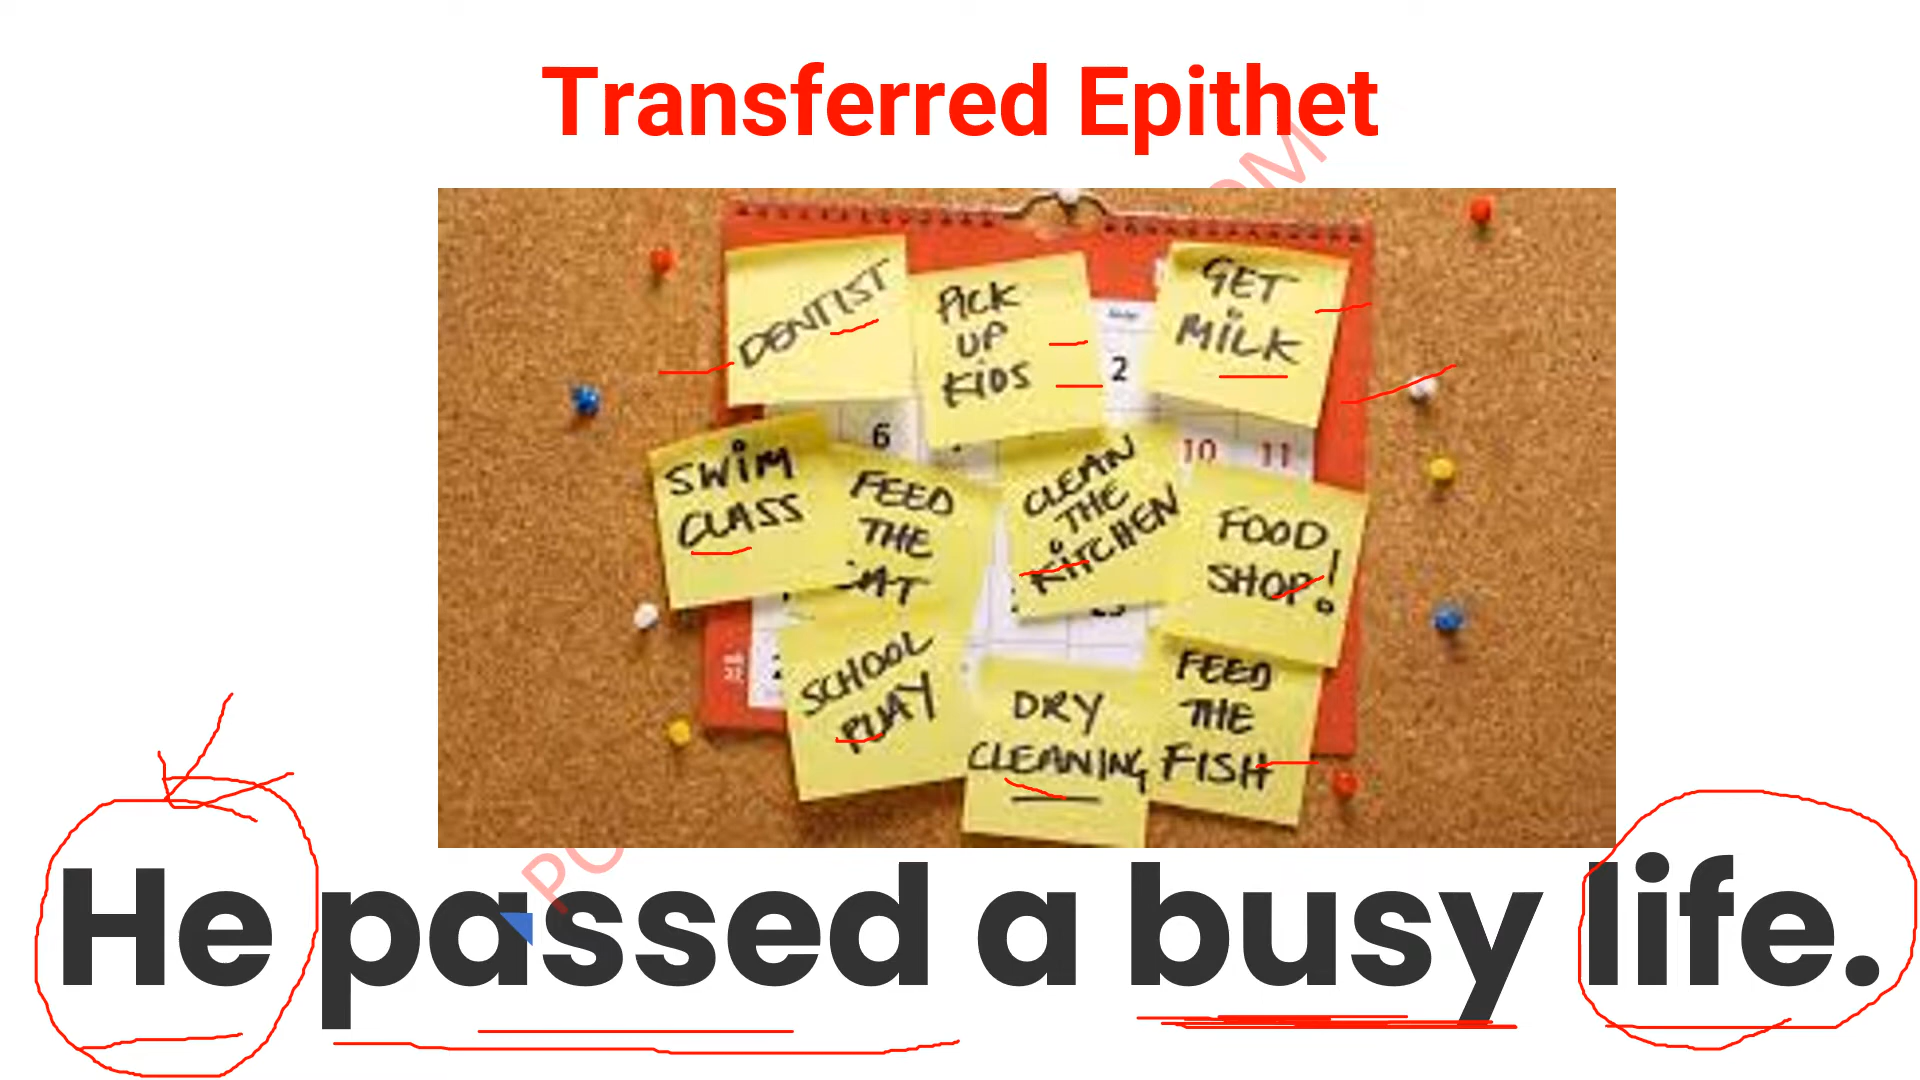 Transferred Epithet
DENTIST
PICK
UP
KIDS
GET
MILK
2
6
10 11
SWIM
CLASS
FEED
THE
CLEAN
THE
KITCHEN
FOOD
SHOP!
SCHOOL
PLAY
DRY
CLEANING
FEED
THE
FISH
He passed a busy life.